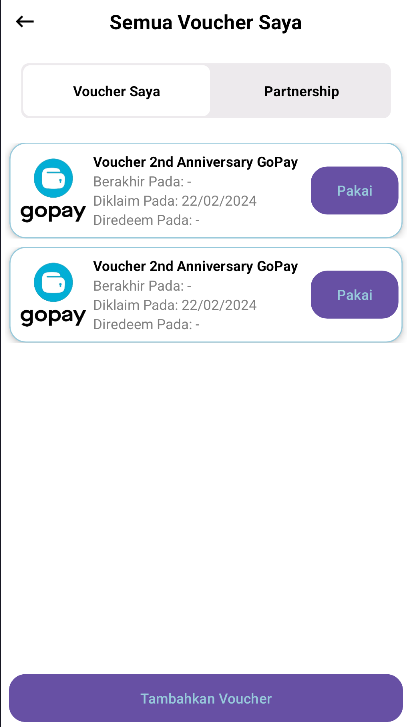 Semua Voucher Saya
Voucher Saya
Partnership
Voucher 2nd Anniversary GoPay
Berakhir Pada: -
Diklaim Pada: 22/02/2024
Diredeem Pada: -
gopay
Pakai
Voucher 2nd Anniversary GoPay
Berakhir Pada: -
Diklaim Pada: 22/02/2024
Diredeem Pada: -
gopay
Pakai
Tambahkan Voucher